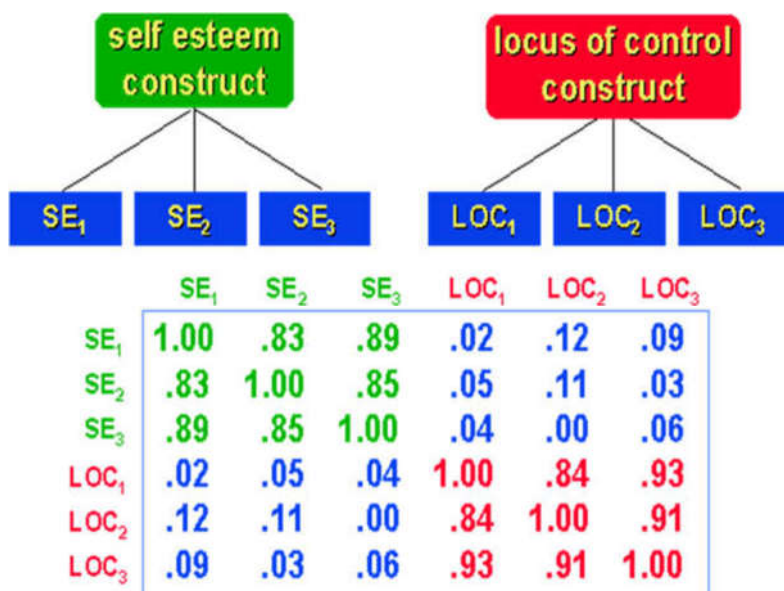 self esteem
construct
locus of control
construct
SE₁ SE₂ SE₃ LOC₁ LOC₂ LOC₃
SE₁ SE₂ SE₃ LOC₁ LOC₂ LOC₃
SE₁ 1.00 .83 .89 .02 .12 .09
SE₂ .83 1.00 .85 .05 .11 .03
SE₃ .89 .85 1.00 .04 .00 .06
LOC₁ .02 .05 .04 1.00 .84 .93
LOC₂ .12 .11 .00 .84 1.00 .91
LOC₃ .09 .03 .06 .93 .91 1.00